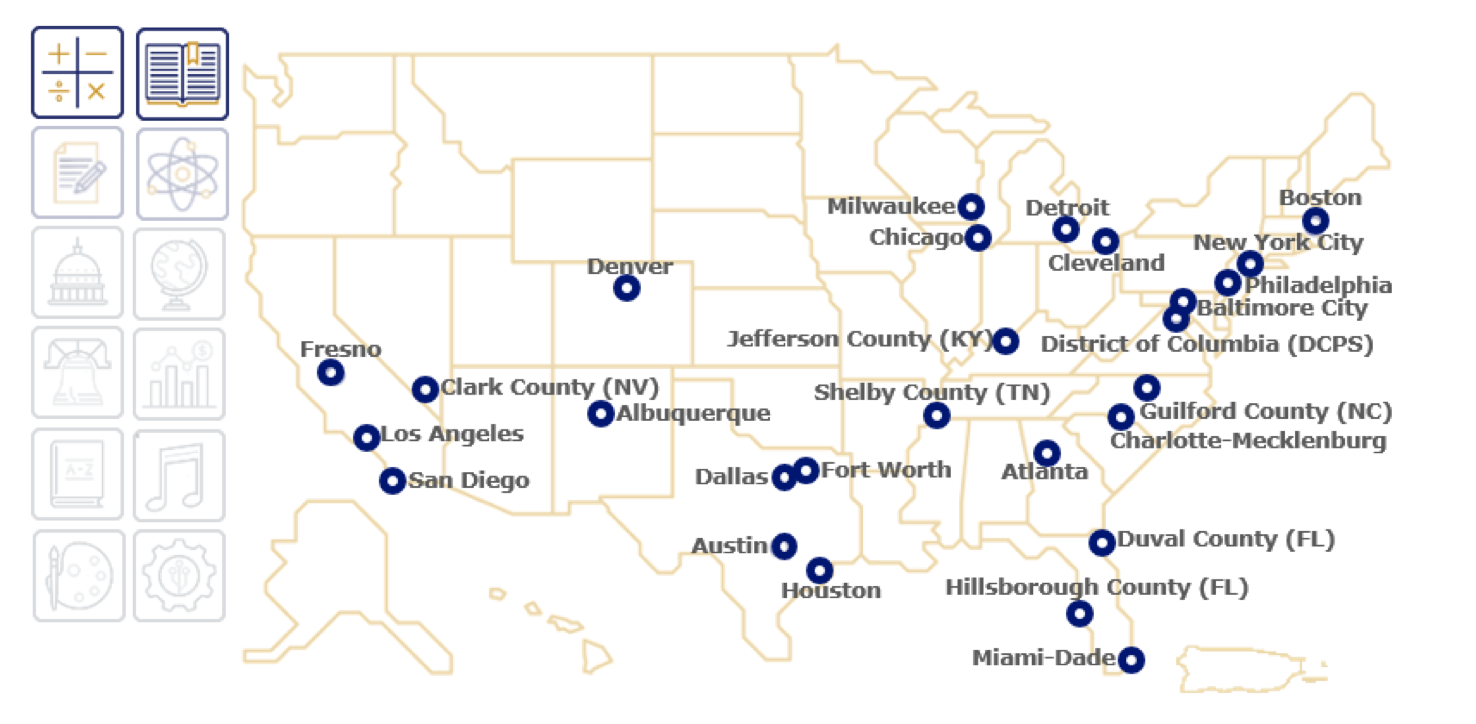 Boston
Milwaukee
Detroit
Chicago
New York City
Cleveland
Denver
Philadelphia
Baltimore City
Jefferson County (KY)
District of Columbia (DCPS)
Fresno
Clark County (NV)
Shelby County (TN)
Albuquerque
Guilford County (NC)
Los Angeles
Charlotte-Mecklenburg
Dallas
Fort Worth
Atlanta
San Diego
Austin
Duval County (FL)
Houston
Hillsborough County (FL)
Miami-Dade
A-Z
$